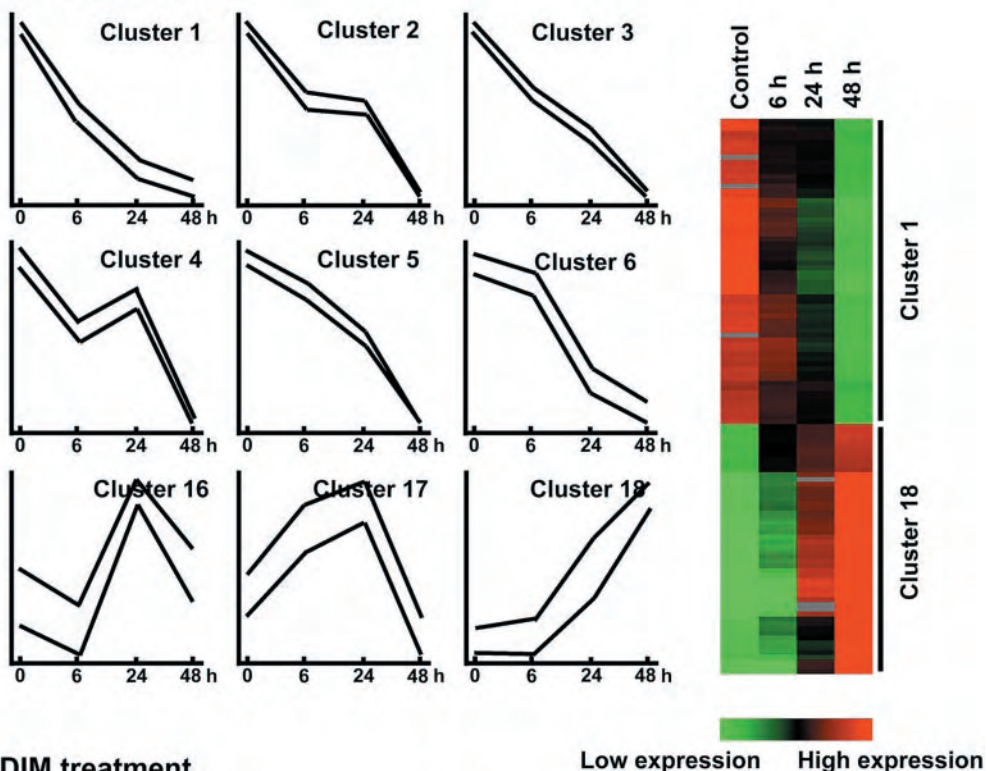 Cluster 1
0 6 24 48 h
Cluster 2
0 6 24 48 h
Cluster 3
0 6 24 48 h
Cluster 4
0 6 24 48 h
Cluster 5
0 6 24 48 h
Cluster 6
0 6 24 48 h
Cluster 16
0 6 24 48 h
Cluster 17
0 6 24 48 h
Cluster 18
0 6 24 48 h
Control
6 h
24 h
48 h
Cluster 1
Cluster 18
Low expression High expression
DIM treatment